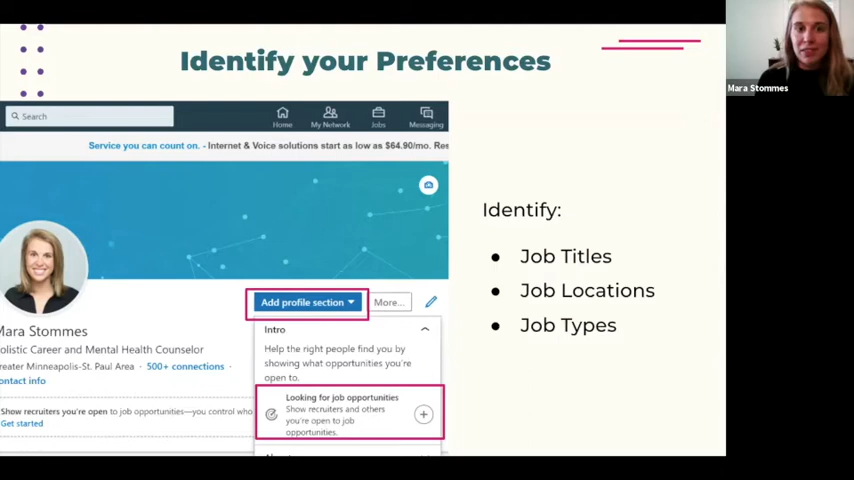 Identify your Preferences
Mara Stommes
Search
Home
My Network
Jobs
Messaging
Service you can count on. - Internet & Voice solutions start as low as $64.90/mo. Res
Add profile section
More...
Mara Stommes
olistic Career and Mental Health Counselor
reater Minneapolis-St. Paul Area · 500+ connections ·
ontact info
Show recruiters you're open to job opportunities—you control who
Get started
Intro
Help the right people find you by
showing what opportunities you're
open to.
Looking for job opportunities
Show recruiters and others
you're open to job
opportunities.
Identify:
● Job Titles
● Job Locations
● Job Types